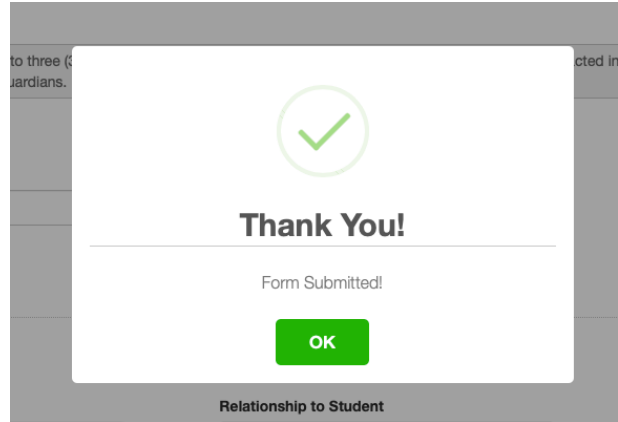 to three (3
cted in
uardians.
Thank You!
Form Submitted!
OK
Relationship to Student